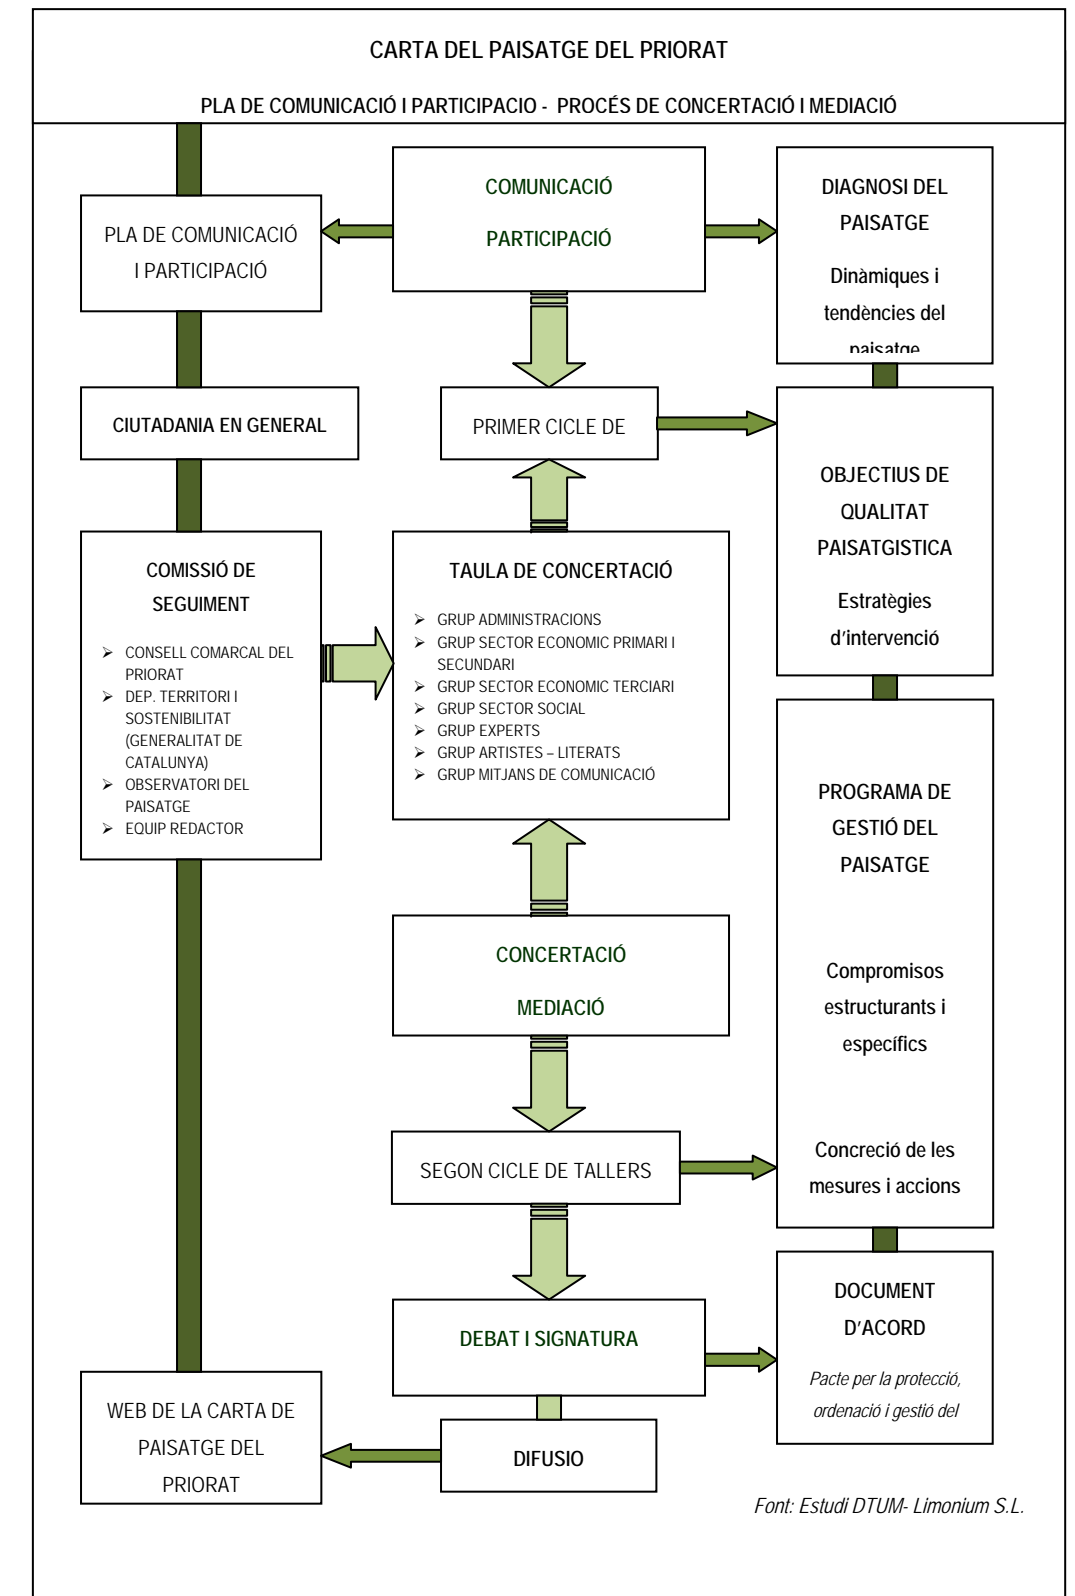 CARTA DEL PAISATGE DEL PRIORAT
PLA DE COMUNICACIÓ I PARTICIPACIO - PROCÉS DE CONCERTACIÓ I MEDIACIÓ
PLA DE COMUNICACIÓ
I PARTICIPACIÓ
COMUNICACIÓ
PARTICIPACIÓ
DIAGNOSI DEL
PAISATGE
Dinàmiques i
tendències del
paisatge
CIUTADANIA EN GENERAL
PRIMER CICLE DE
OBJECTIUS DE
QUALITAT
PAISATGISTICA
Estratègies
d'intervenció
COMISSIÓ DE
SEGUIMENT
➢ CONSELL COMARCAL DEL
PRIORAT
➢ DEP. TERRITORI I
SOSTENIBILITAT
(GENERALITAT DE
CATALUNYA)
➢ OBSERVATORI DEL
PAISATGE
➢ EQUIP REDACTOR
TAULA DE CONCERTACIÓ
➢ GRUP ADMINISTRACIONS
➢ GRUP SECTOR ECONOMIC PRIMARI I
SECUNDARI
➢ GRUP SECTOR ECONOMIC TERCIARI
➢ GRUP SECTOR SOCIAL
➢ GRUP EXPERTS
➢ GRUP ARTISTES – LITERATS
➢ GRUP MITJANS DE COMUNICACIÓ
PROGRAMA DE
GESTIÓ DEL
PAISATGE
Compromisos
estructurants i
específics
Concreció de les
mesures i accions
CONCERTACIÓ
MEDIACIÓ
SEGON CICLE DE TALLERS
DEBAT I SIGNATURA
DOCUMENT
D'ACORD
Pacte per la protecció,
ordenació i gestió del
WEB DE LA CARTA DE
PAISATGE DEL
PRIORAT
DIFUSIO
Font: Estudi DTUM- Limonium S.L.